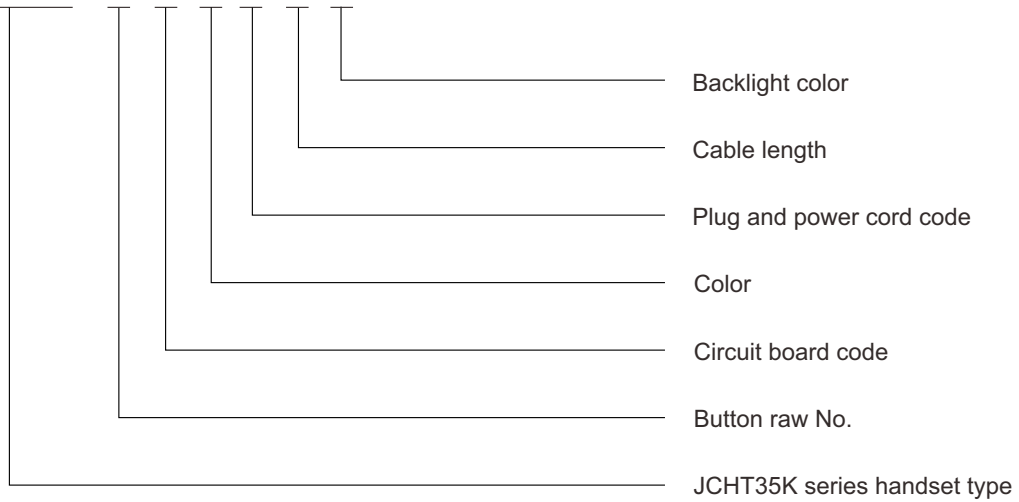 Backlight color
Cable length
Plug and power cord code
Color
Circuit board code
Button raw No.
JCHT35K series handset type